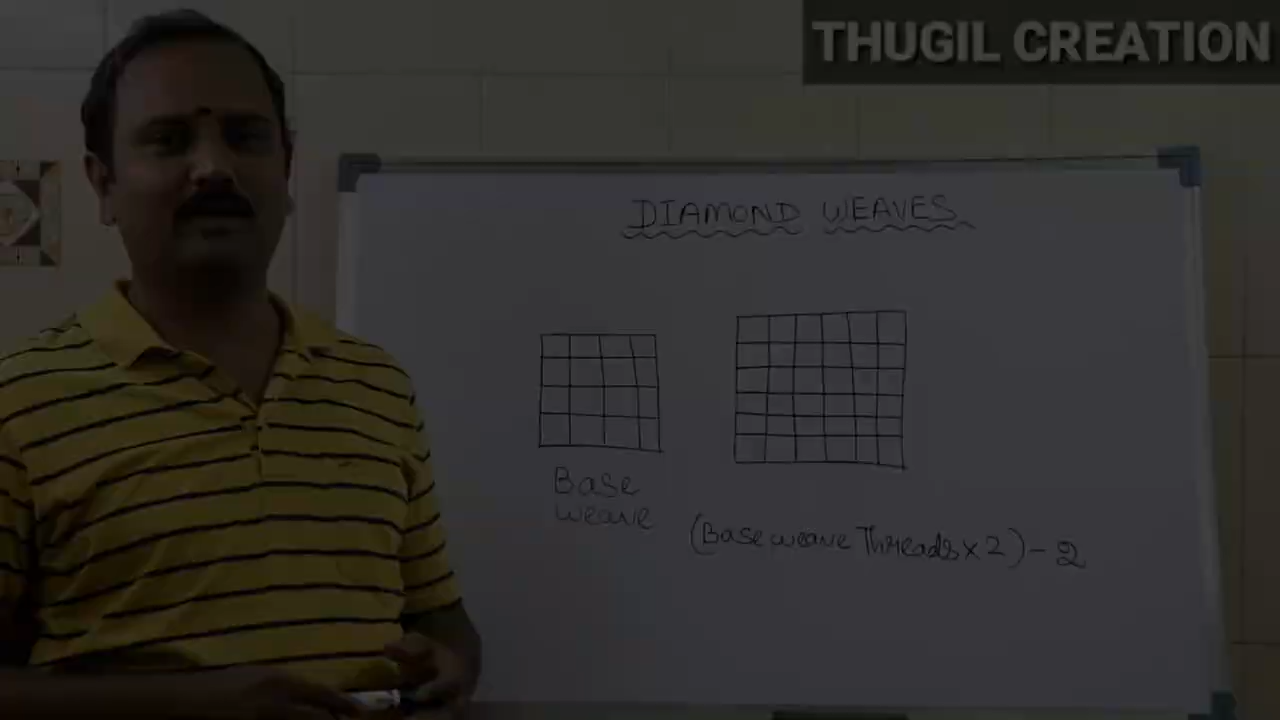 THUGIL CREATION
DIAMOND WEAVES
Base
weave
(Base weave Threads x 2) - 2